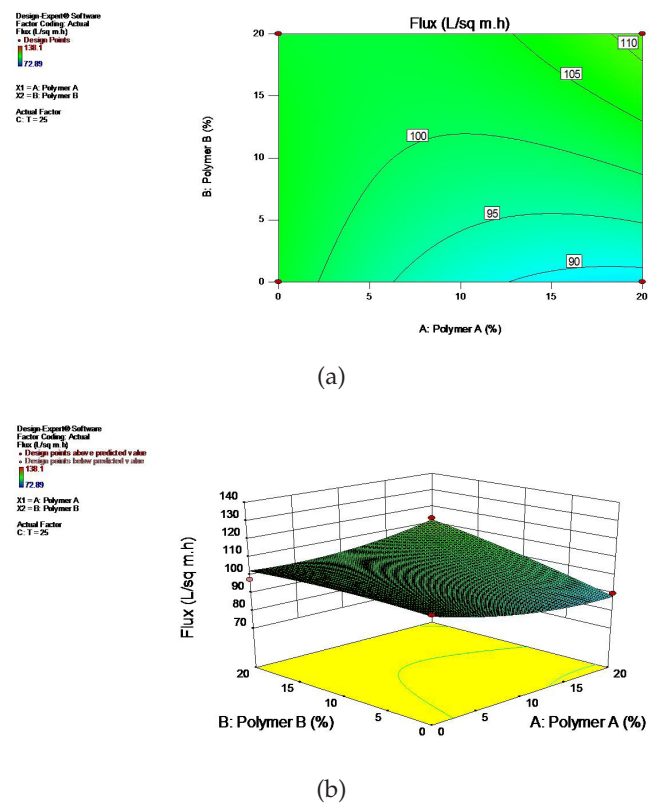 Design-Expert® Software
Factor Coding: Actual
Flux (L/sq m.h)
Design Points
138.1
72.89
X1 = A: Polymer A
X2 = B: Polymer B
Actual Factor
C: T = 25
Flux (L/sq m.h)
20
15
10
5
0
B: Polymer B (%)
110
105
100
95
90
0
5
10
15
20
A: Polymer A (%)
(a)
Design-Expert® Software
Factor Coding: Actual
Flux (L/sq m.h)
Design points above predicted value
Design points below predicted value
138.1
72.89
X1 = A: Polymer A
X2 = B: Polymer B
Actual Factor
C: T = 25
140
130
120
110
100
90
80
70
Flux (L/sq m.h)
20
15
10
5
0
B: Polymer B (%)
0
5
10
15
20
A: Polymer A (%)
(b)